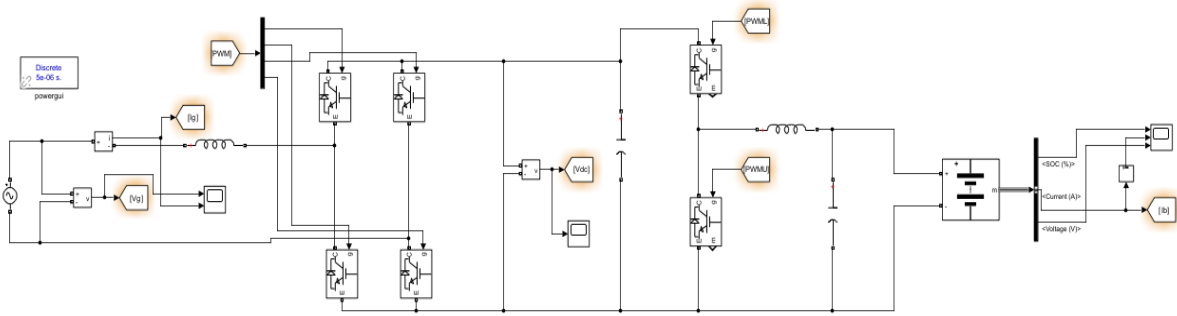 [PWML]
[PWM]
Discrete
5e-06 s.
powergui
g
C
E
m
[Ig]
i
+
-
[Vg]
v
[Vdc]
[PWMU]
<SOC (%)>
<Current (A)>
<Voltage (V)>
[Ib]